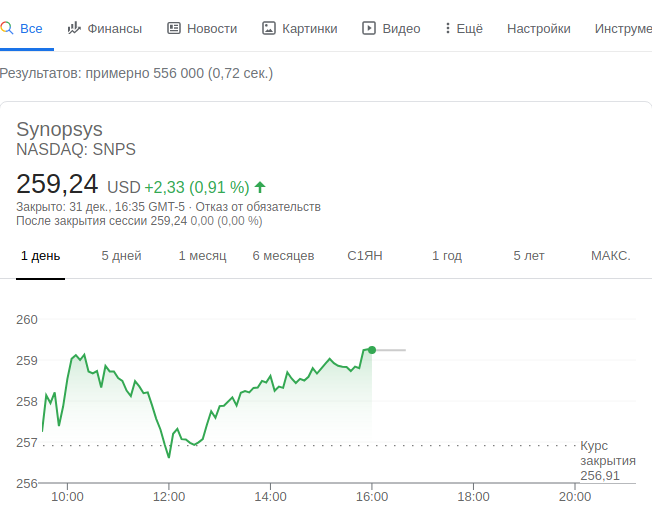 Все Финансы Новости Картинки Видео Ещё Настройки Инструме
Результатов: примерно 556 000 (0,72 сек.)
Synopsys
NASDAQ: SNPS
259,24 USD +2,33 (0,91 %)
Закрыто: 31 дек., 16:35 GMT-5 · Отказ от обязательств
После закрытия сессии 259,24 0,00 (0,00 %)
1 день 5 дней 1 месяц 6 месяцев С1ЯН 1 год 5 лет МАКС.
260
259
258
257
256
Курс
закрытия
256,91
10:00 12:00 14:00 16:00 18:00 20:00